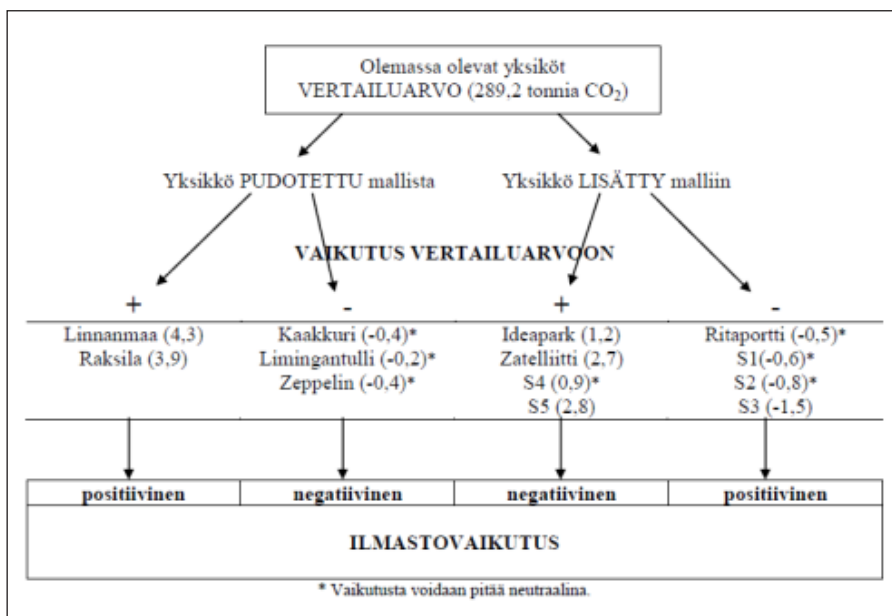 Olemassa olevat yksiköt
VERTAILUARVO (289,2 tonnia CO₂)
Yksikkö PUDOTETTU mallista
Yksikkö LISÄTTY malliin
VAIKUTUS VERTAILUARVOON
+
-
+
-
Linnanmaa (4,3)
Raksila (3,9)
Kaakkuri (-0,4)*
Limingantulli (-0,2)*
Zeppelin (-0,4)*
Ideapark (1,2)
Zatelliitti (2,7)
S4 (0,9)*
S5 (2,8)
Ritaportti (-0,5)*
S1(-0,6)*
S2 (-0,8)*
S3 (-1,5)
positiivinen
negatiivinen
negatiivinen
positiivinen
ILMASTOVAIKUTUS
* Vaikutusta voidaan pitää neutraalina.